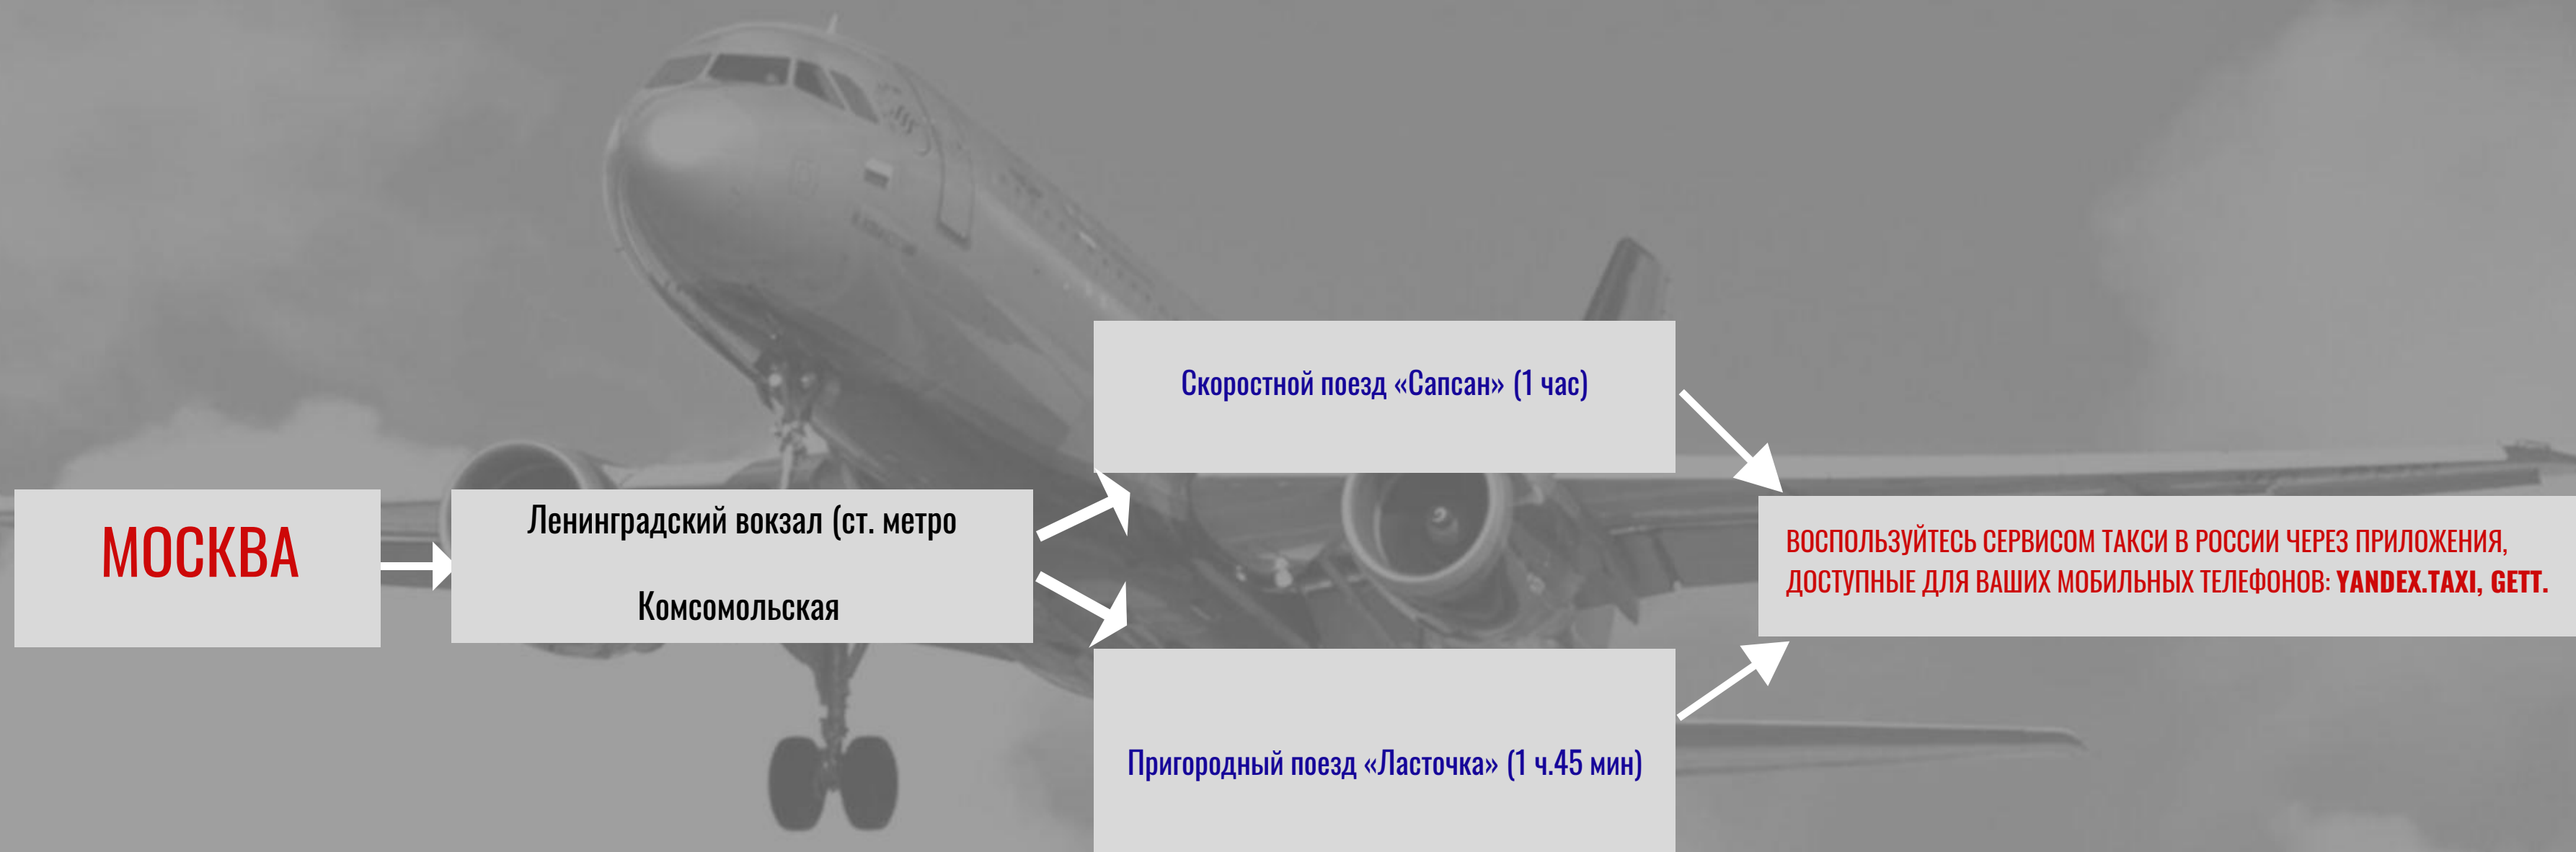 МОСКВА
Ленинградский вокзал (ст. метро
Комсомольская
Скоростной поезд «Сапсан» (1 час)
Пригородный поезд «Ласточка» (1 ч.45 мин)
ВОСПОЛЬЗУЙТЕСЬ СЕРВИСОМ ТАКСИ В РОССИИ ЧЕРЕЗ ПРИЛОЖЕНИЯ,
ДОСТУПНЫЕ ДЛЯ ВАШИХ МОБИЛЬНЫХ ТЕЛЕФОНОВ: YANDEX.TAXI, GETT.